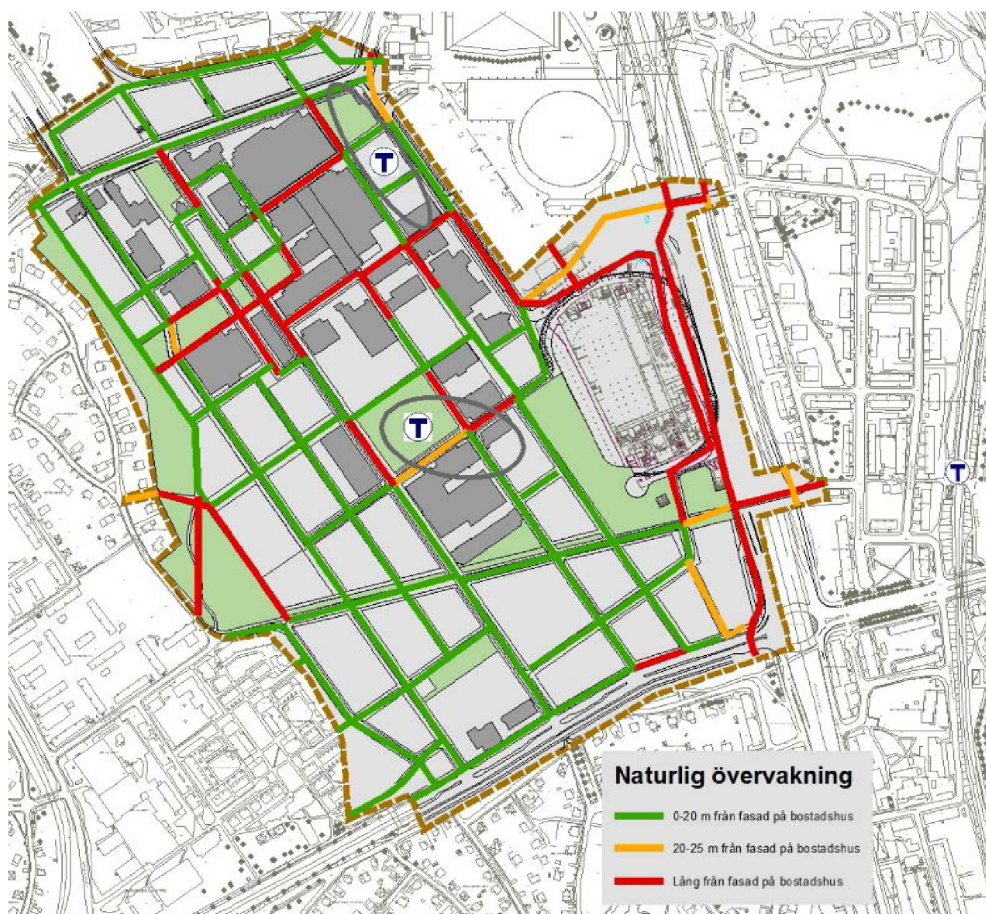 T
T
T
Naturlig övervakning
0-20 m från fasad på bostadshus
20-25 m från fasad på bostadshus
Lång från fasad på bostadshus